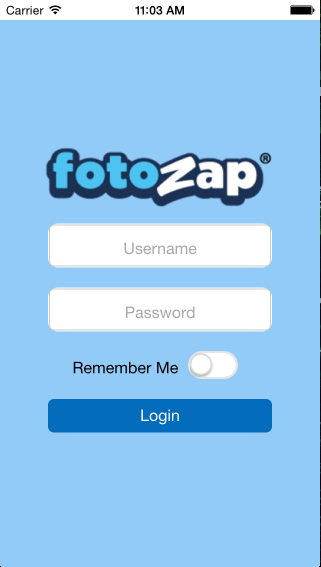 Carrier 11:03 AM
fotozap®
Username
Password
Remember Me
Login